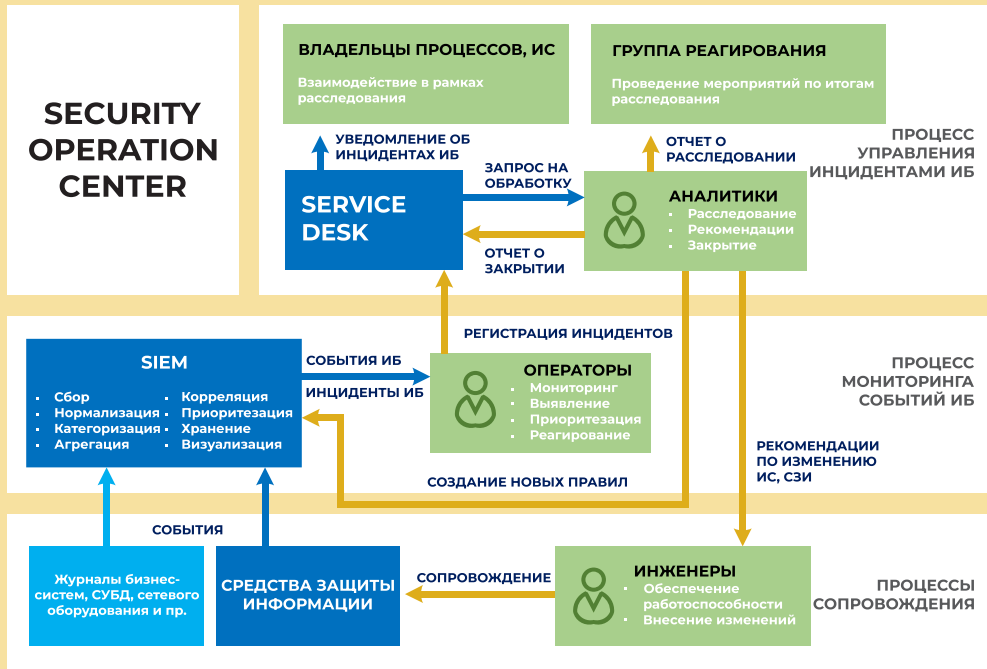 SECURITY
OPERATION
CENTER
ВЛАДЕЛЬЦЫ ПРОЦЕССОВ, ИС
Взаимодействие в рамках
расследования
ГРУППА РЕАГИРОВАНИЯ
Проведение мероприятий по итогам
расследования
УВЕДОМЛЕНИЕ ОБ
ИНЦИДЕНТАХ ИБ
ОТЧЕТ О
РАССЛЕДОВАНИИ
ПРОЦЕСС
УПРАВЛЕНИЯ
ИНЦИДЕНТАМИ ИБ
SERVICE
DESK
ЗАПРОС НА
ОБРАБОТКУ
ОТЧЕТ О
ЗАКРЫТИИ
АНАЛИТИКИ
▪ Расследование
▪ Рекомендации
▪ Закрытие
РЕГИСТРАЦИЯ ИНЦИДЕНТОВ
SIEM
▪ Сбор
▪ Нормализация
▪ Категоризация
▪ Агрегация
▪ Корреляция
▪ Приоритезация
▪ Хранение
▪ Визуализация
СОБЫТИЯ ИБ
ИНЦИДЕНТЫ ИБ
ОПЕРАТОРЫ
▪ Мониторинг
▪ Выявление
▪ Приоритезация
▪ Реагирование
ПРОЦЕСС
МОНИТОРИНГА
СОБЫТИЙ ИБ
РЕКОМЕНДАЦИИ
ПО ИЗМЕНЕНИЮ
ИС, СЗИ
СОЗДАНИЕ НОВЫХ ПРАВИЛ
СОБЫТИЯ
Журналы бизнес-
систем, СУБД, сетевого
оборудования и пр.
СРЕДСТВА ЗАЩИТЫ
ИНФОРМАЦИИ
СОПРОВОЖДЕНИЕ
ИНЖЕНЕРЫ
▪ Обеспечение
работоспособности
▪ Внесение изменений
ПРОЦЕССЫ
СОПРОВОЖДЕНИЯ